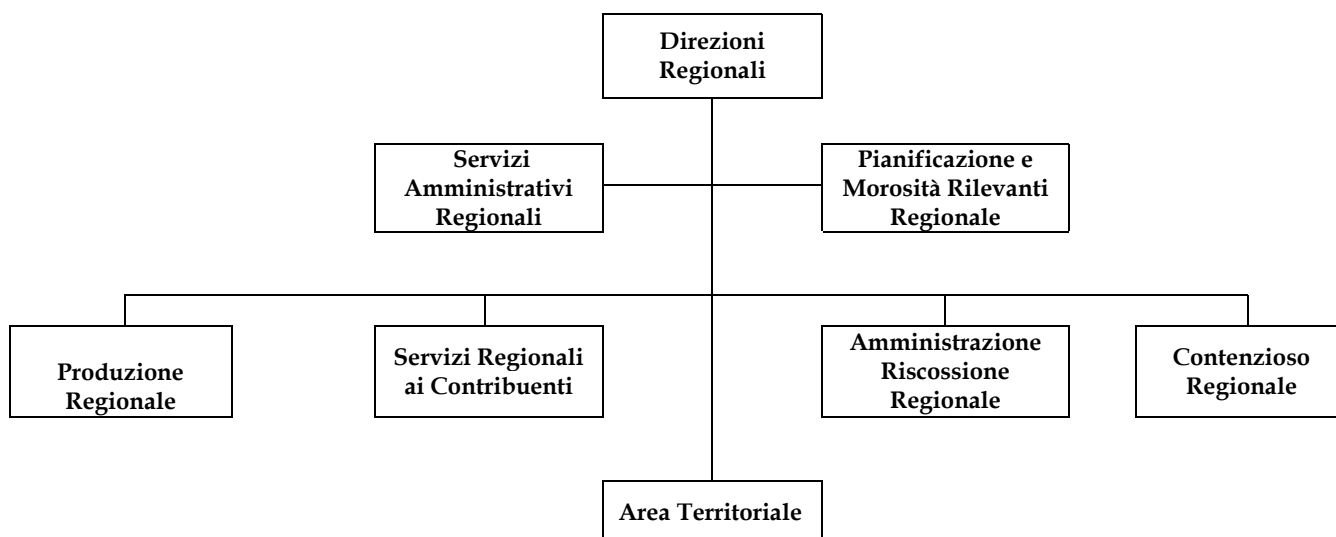 Direzioni
Regionali
Servizi
Amministrativi
Regionali
Pianificazione e
Morosità Rilevanti
Regionale
Produzione
Regionale
Servizi Regionali
ai Contribuenti
Amministrazione
Riscossione
Regionale
Contenzioso
Regionale
Area Territoriale